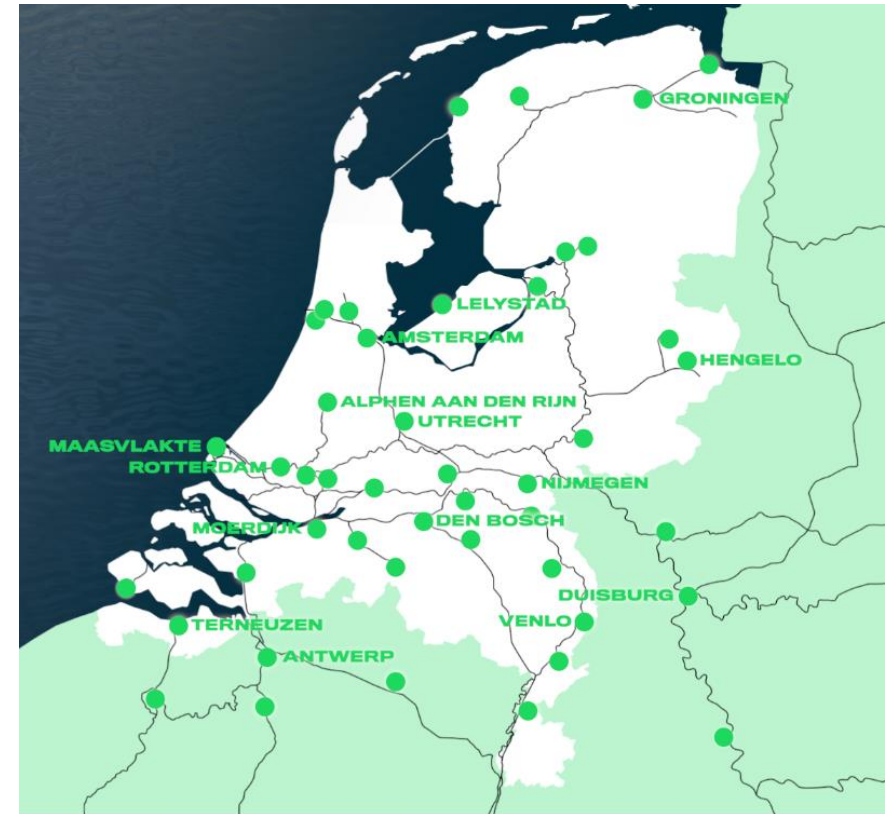 GRONINGEN
LELYSTAD
AMSTERDAM
HENGELO
ALPHEN AAN DEN RIJN
UTRECHT
MAASVLAKTE
ROTTERDAM
NIJMEGEN
MOERDIJK
DEN BOSCH
DUISBURG
VENLO
TERNEUZEN
ANTWERP